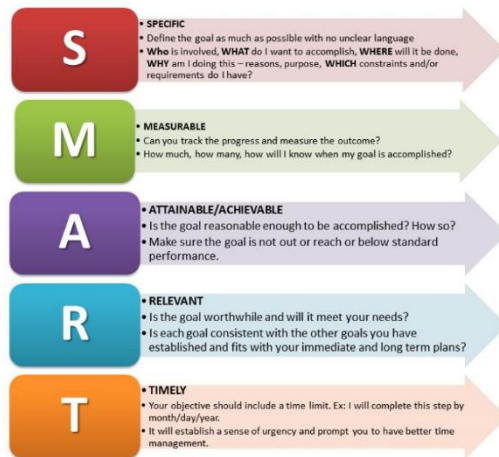 S
• SPECIFIC
• Define the goal as much as possible with no unclear language
• Who is involved, WHAT do I want to accomplish, WHERE will it be done,
WHY am I doing this – reasons, purpose, WHICH constraints and/or
requirements do I have?
M
• MEASURABLE
• Can you track the progress and measure the outcome?
• How much, how many, how will I know when my goal is accomplished?
A
• ATTAINABLE/ACHIEVABLE
• Is the goal reasonable enough to be accomplished? How so?
• Make sure the goal is not out or reach or below standard
performance.
R
• RELEVANT
• Is the goal worthwhile and will it meet your needs?
• Is each goal consistent with the other goals you have
established and fits with your immediate and long term plans?
T
• TIMELY
• Your objective should include a time limit. Ex: I will complete this step by
month/day/year.
• It will establish a sense of urgency and prompt you to have better time
management.